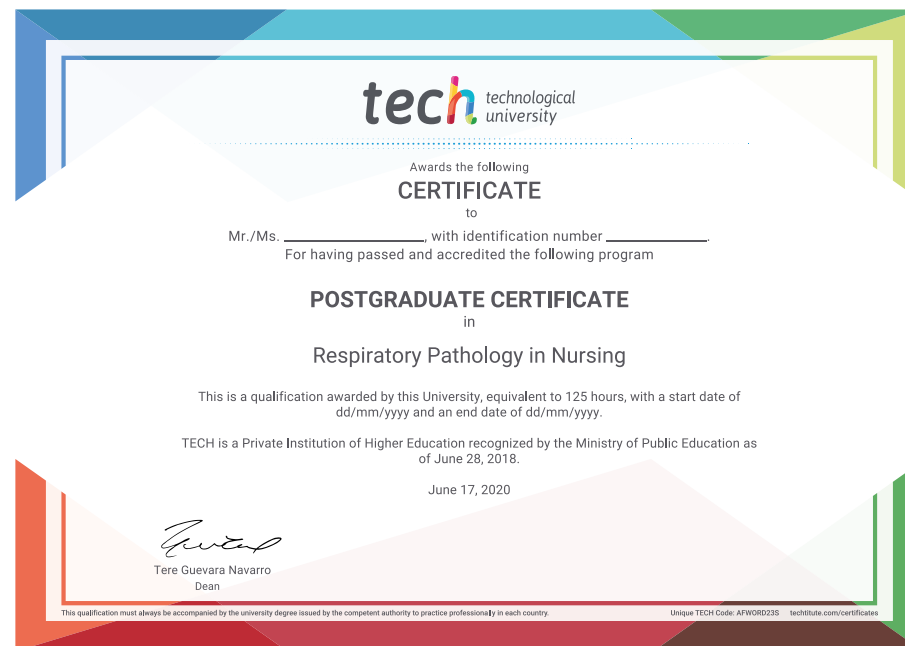 tech technological
university
Awards the following
CERTIFICATE
to
Mr./Ms. ____________, with identification number ____________.
For having passed and accredited the following program
POSTGRADUATE CERTIFICATE
in
Respiratory Pathology in Nursing
This is a qualification awarded by this University, equivalent to 125 hours, with a start date of
dd/mm/yyyy and an end date of dd/mm/yyyy.
TECH is a Private Institution of Higher Education recognized by the Ministry of Public Education as
of June 28, 2018.
June 17, 2020
Tere Guevara Navarro
Dean
This qualification must always be accompanied by the university degree issued by the competent authority to practice professionally in each country. Unique TECH Code: AFWORD23S techtitute.com/certificates